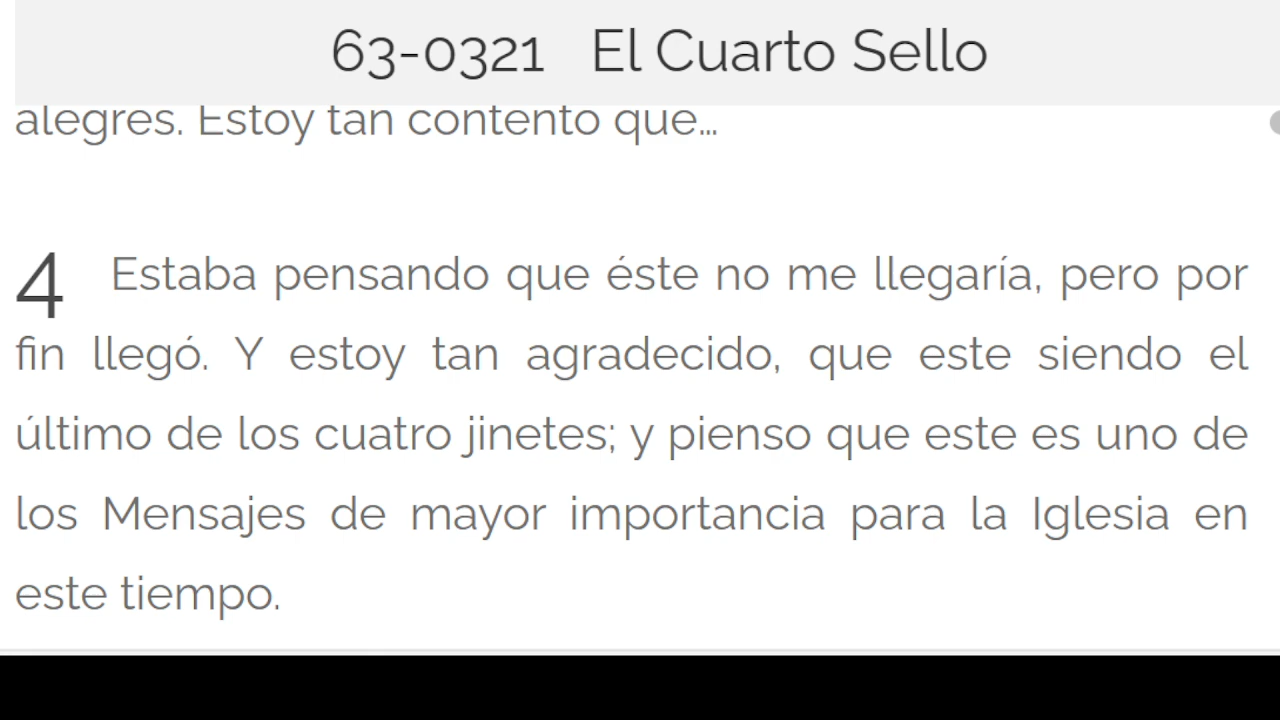 63-0321 El Cuarto Sello
alegres. Estoy tan contento que...
4 Estaba pensando que éste no me llegaría, pero por
fin llegó. Y estoy tan agradecido, que este siendo el
último de los cuatro jinetes; y pienso que este es uno de
los Mensajes de mayor importancia para la Iglesia en
este tiempo.